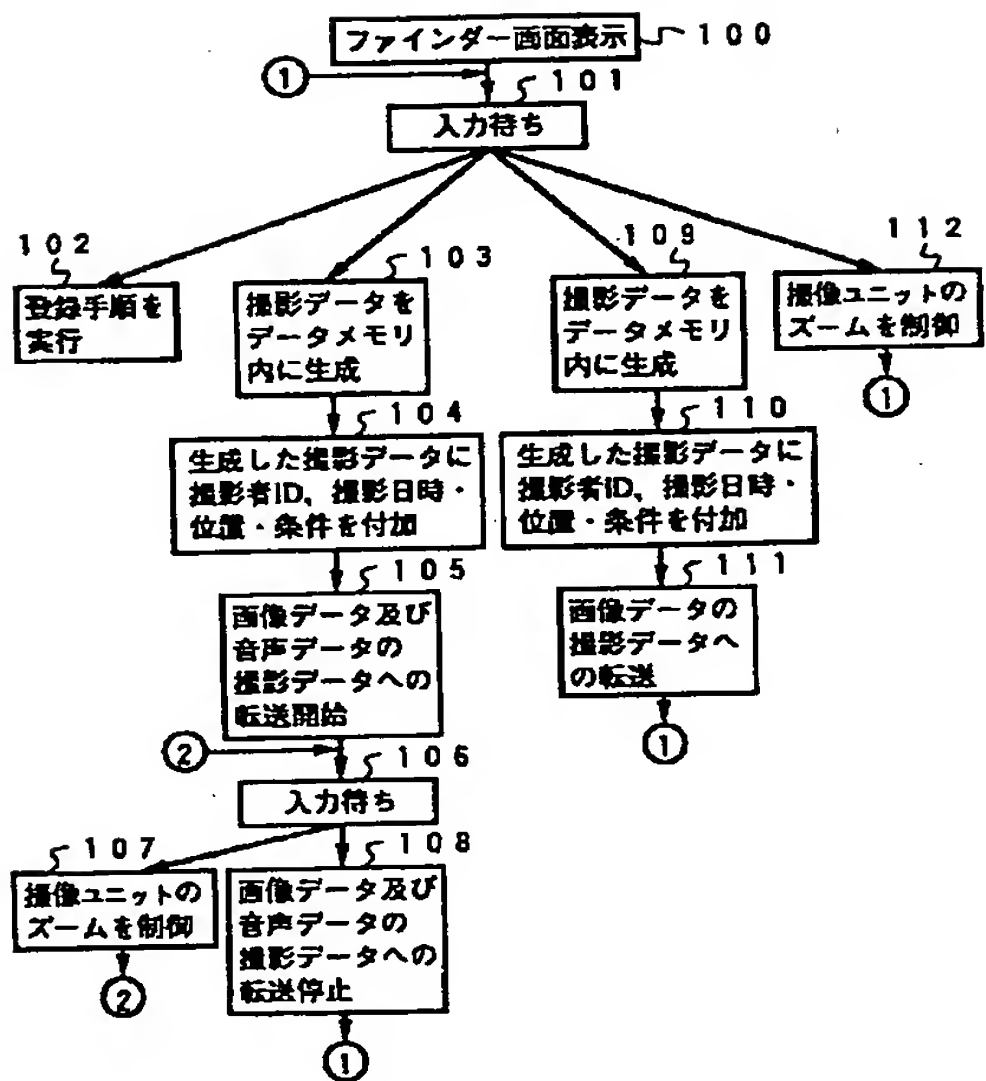 ファインダー画面表示
100
①
101
入力待ち
102
登録手順を
実行
103
撮影データを
データメモリ
内に生成
109
撮影データを
データメモリ
内に生成
112
撮像ユニットの
ズームを制御
①
104
生成した撮影データに
撮影者ID、撮影日時・
位置・条件を付加
110
生成した撮影データに
撮影者ID、撮影日時・
位置・条件を付加
105
画像データ及び
音声データの
撮影データへの
転送開始
111
画像データの
撮影データへ
の転送
①
②
106
入力待ち
107
撮像ユニットの
ズームを制御
②
108
画像データ及び
音声データの
撮影データへの
転送停止
①